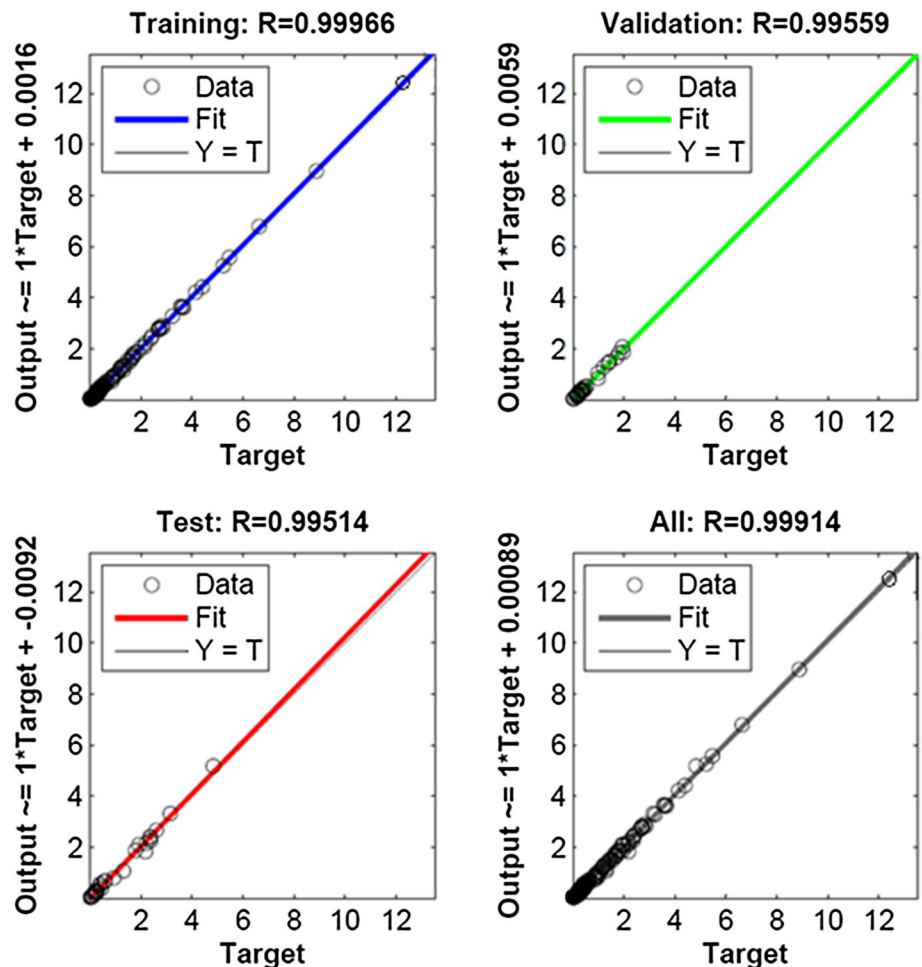 Training: R=0.99966
Output ~= 1*Target + 0.0016
12
10
8
6
4
2
Data
Fit
Y = T
2 4 6 8 10 12
Target
Validation: R=0.99559
Output ~= 1*Target + 0.0059
12
10
8
6
4
2
Data
Fit
Y = T
2 4 6 8 10 12
Target
Test: R=0.99514
Output ~= 1*Target + -0.0092
12
10
8
6
4
2
Data
Fit
Y = T
2 4 6 8 10 12
Target
All: R=0.99914
Output ~= 1*Target + 0.00089
12
10
8
6
4
2
Data
Fit
Y = T
2 4 6 8 10 12
Target